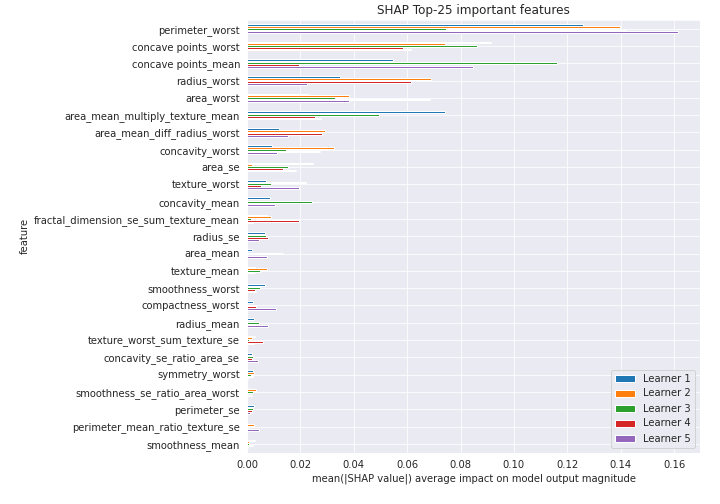 SHAP Top-25 important features
perimeter_worst
concave points_worst
concave points_mean
radius_worst
area_worst
area_mean_multiply_texture_mean
area_mean_diff_radius_worst
concavity_worst
area_se
texture_worst
concavity_mean
fractal_dimension_se_sum_texture_mean
radius_se
area_mean
texture_mean
smoothness_worst
compactness_worst
radius_mean
texture_worst_sum_texture_se
concavity_se_ratio_area_se
symmetry_worst
smoothness_se_ratio_area_worst
perimeter_se
perimeter_mean_ratio_texture_se
smoothness_mean
feature
Learner 1
Learner 2
Learner 3
Learner 4
Learner 5
0.00 0.02 0.04 0.06 0.08 0.10 0.12 0.14 0.16
mean(|SHAP value|) average impact on model output magnitude